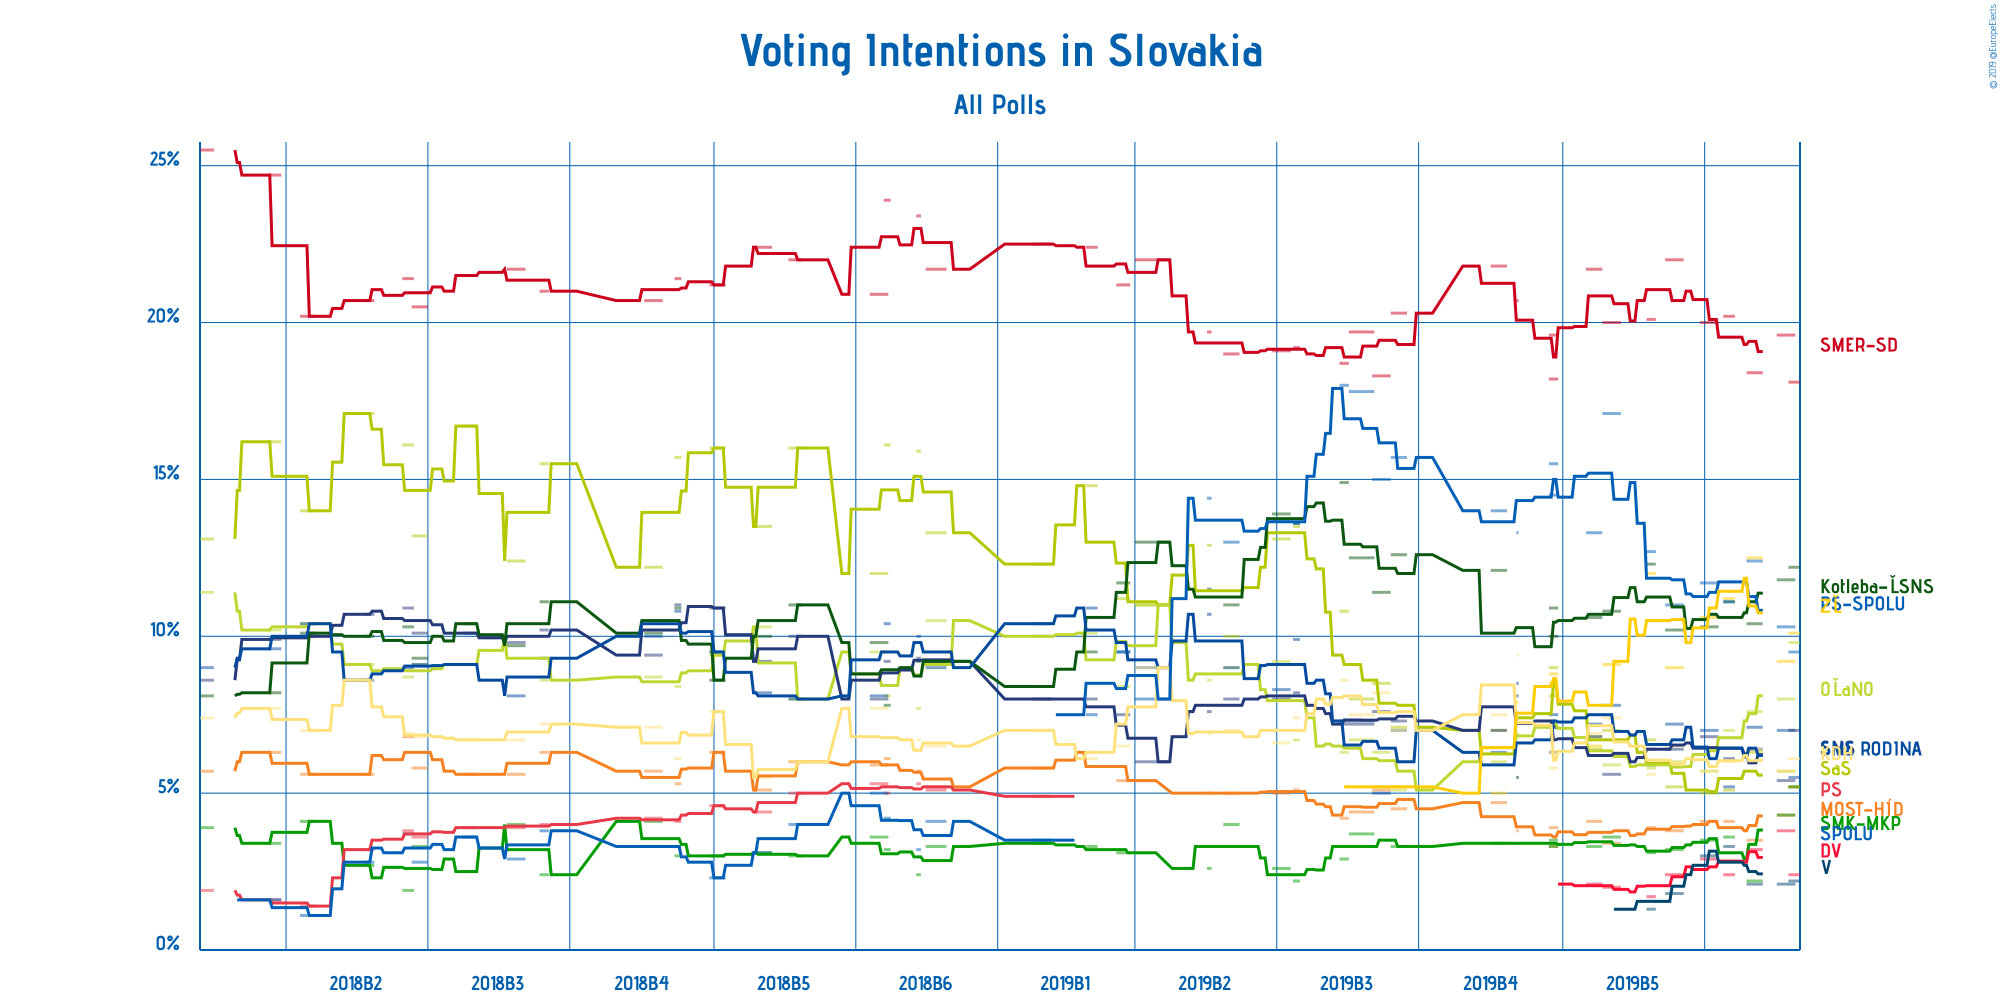 Voting Intentions in Slovakia
All Polls
© 2019 @EuropeElects
25%
20%
15%
10%
5%
0%
SMER-SD
Kotleba-ĽSNS
PS-SPOLU
OĽaNO
SNS RODINA
SaS
PS
MOST-HÍD
SMK-MKP
SPOLU
DV
V
2018B2
2018B3
2018B4
2018B5
2018B6
2019B1
2019B2
2019B3
2019B4
2019B5